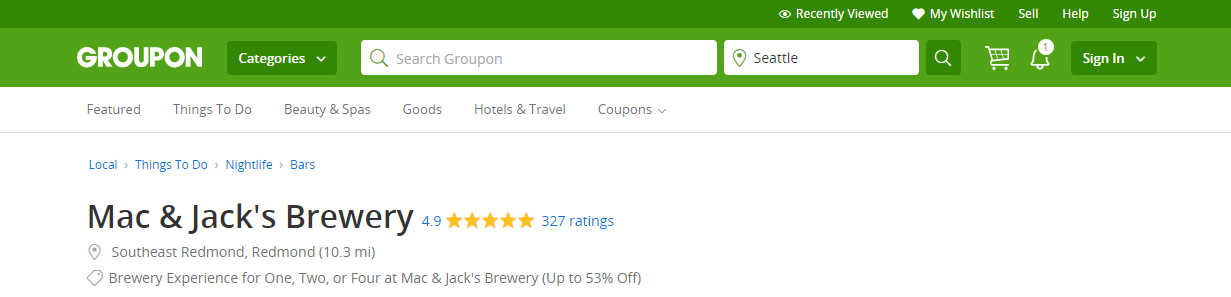 Recently Viewed My Wishlist Sell Help Sign Up
GROUPON Categories Search Groupon Seattle 1 Sign In
Featured Things To Do Beauty & Spas Goods Hotels & Travel Coupons
Local › Things To Do › Nightlife › Bars
Mac & Jack's Brewery 4.9 327 ratings
Southeast Redmond, Redmond (10.3 mi)
Brewery Experience for One, Two, or Four at Mac & Jack's Brewery (Up to 53% Off)